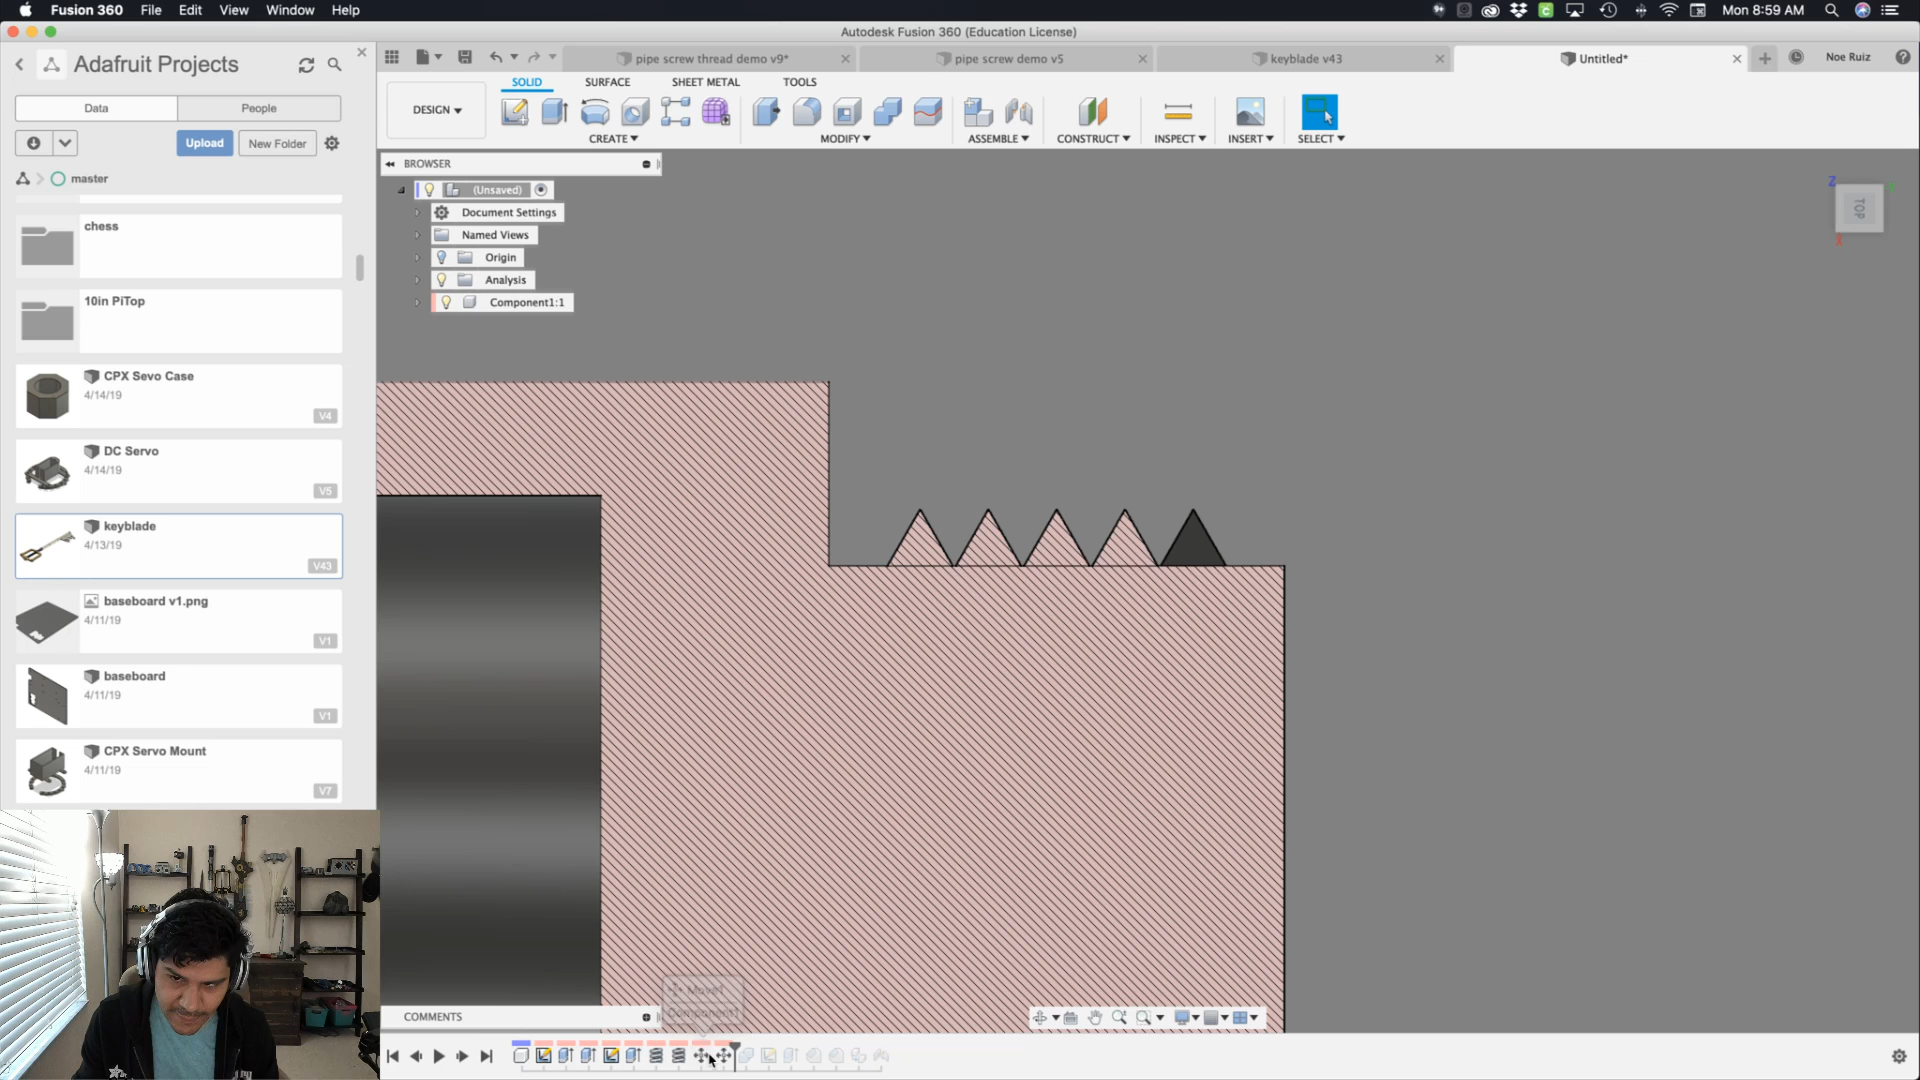 Fusion 360 File Edit View Window Help
Mon 8:59 AM
Autodesk Fusion 360 (Education License)
Adafruit Projects
pipe screw thread demo v9*
pipe screw demo v5
keyblade v43
Untitled*
Noe Ruiz
Data People
SOLID SURFACE SHEET METAL TOOLS
DESIGN
CREATE MODIFY ASSEMBLE CONSTRUCT INSPECT INSERT SELECT
Upload New Folder
BROWSER
master
(Unsaved)
Document Settings
Named Views
Origin
Analysis
Component1:1
Z
TOP
X
chess
10in PiTop
CPX Sevo Case
4/14/19
V4
DC Servo
4/14/19
V5
keyblade
4/13/19
V43
baseboard v1.png
4/11/19
V1
baseboard
4/11/19
V1
CPX Servo Mount
4/11/19
V7
Move1
Component1
COMMENTS